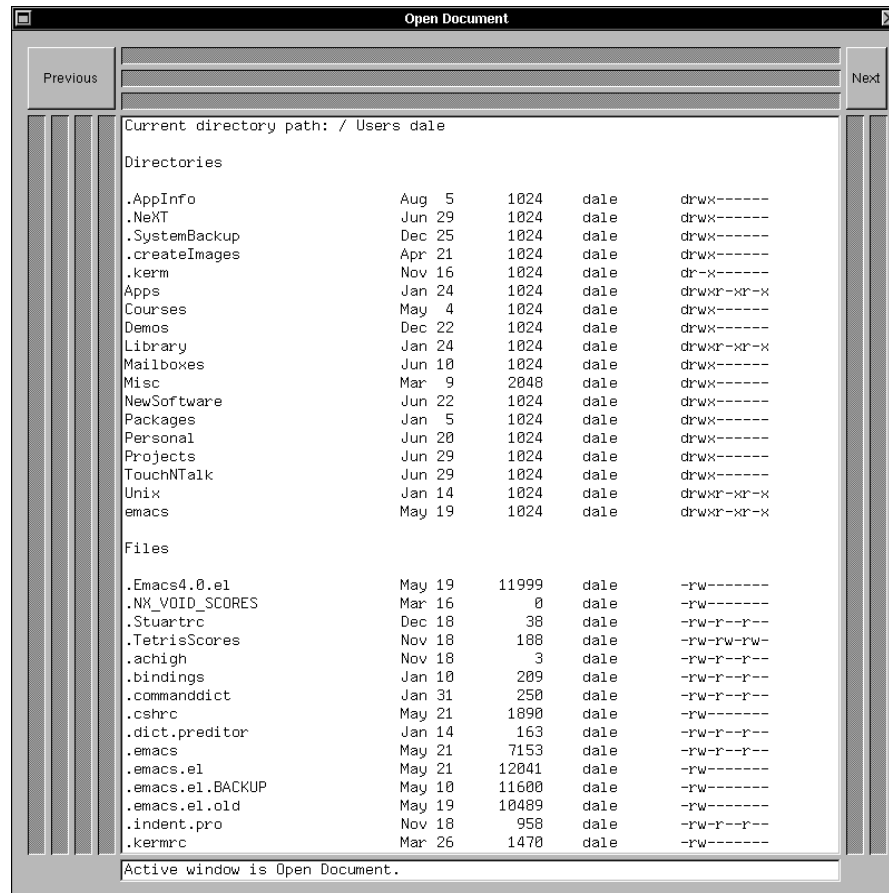 Open Document
Previous
Next
Current directory path: / Users dale
Directories
.AppInfo Aug 5 1024 dale drwx------
.NeXT Jun 29 1024 dale drwx------
.SystemBackup Dec 25 1024 dale drwx------
.createImages Apr 21 1024 dale drwx------
.kerm Nov 16 1024 dale dr-x------
Apps Jan 24 1024 dale drwxr-xr-x
Courses May 4 1024 dale drwx------
Demos Dec 22 1024 dale drwx------
Library Jan 24 1024 dale drwxr-xr-x
Mailboxes Jun 10 1024 dale drwx------
Misc Mar 9 2048 dale drwx------
NewSoftware Jun 22 1024 dale drwx------
Packages Jan 5 1024 dale drwx------
Personal Jun 20 1024 dale drwx------
Projects Jun 29 1024 dale drwx------
TouchNTalk Jun 29 1024 dale drwx------
Unix Jan 14 1024 dale drwxr-xr-x
emacs May 19 1024 dale drwxr-xr-x
Files
.Emacs4.0.el May 19 11999 dale -rw-------
.NX_VOID_SCORES Mar 16 0 dale -rw-------
.Stuartrc Dec 18 38 dale -rw-r--r--
.TetrisScores Nov 18 188 dale -rw-rw-rw-
.achigh Nov 18 3 dale -rw-r--r--
.bindings Jan 10 209 dale -rw-r--r--
.commanddict Jan 31 250 dale -rw-r--r--
.cshrc May 21 1890 dale -rw-------
.dict.preditor Jan 14 163 dale -rw-r--r--
.emacs May 21 7153 dale -rw-r--r--
.emacs.el May 21 12041 dale -rw-------
.emacs.el.BACKUP May 10 11600 dale -rw-------
.emacs.el.old May 19 10489 dale -rw-------
.indent.pro Nov 18 958 dale -rw-r--r--
.kermrc Mar 26 1470 dale -rw-------
Active window is Open Document.